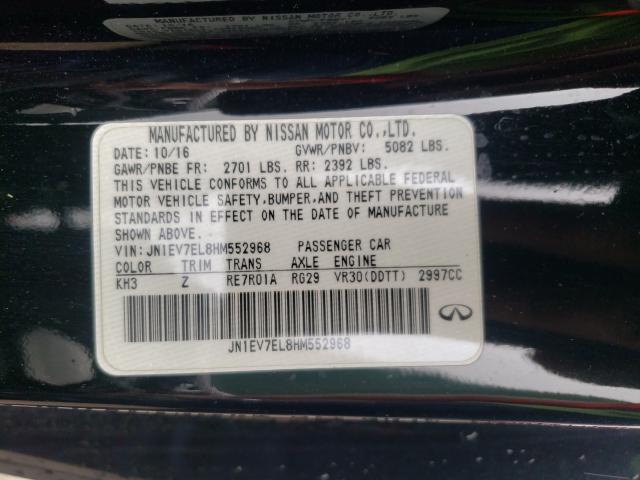 MANUFACTURED BY NISSAN MOTOR CO.,LTD.
DATE: 10/16 GVWR/PNBV: 5082 LBS.
GAWR/PNBE FR: 2701 LBS. RR: 2392 LBS.
THIS VEHICLE CONFORMS TO ALL APPLICABLE FEDERAL
MOTOR VEHICLE SAFETY,BUMPER,AND THEFT PREVENTION
STANDARDS IN EFFECT ON THE DATE OF MANUFACTURE
SHOWN ABOVE.
VIN: JN1EV7EL8HM552968 PASSENGER CAR
COLOR TRIM TRANS AXLE ENGINE
KH3 Z RE7R01A RG29 VR30(DDTT) 2997CC
JN1EV7EL8HM552968